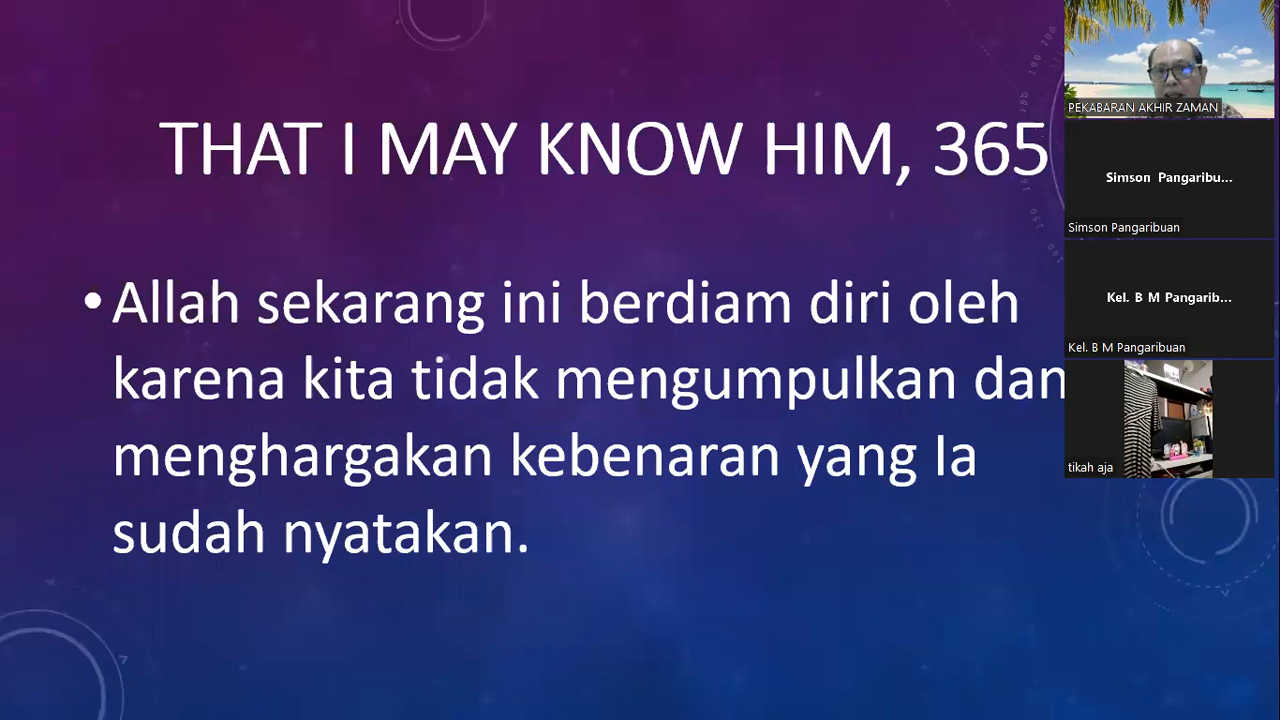 THAT I MAY KNOW HIM, 365
• Allah sekarang ini berdiam diri oleh
karena kita tidak mengumpulkan dan
menghargakan kebenaran yang Ia
sudah nyatakan.
PEKABARAN AKHIR ZAMAN
Simson Pangaribu...
Simson Pangaribuan
Kel. B M Pangarib...
Kel. B M Pangaribuan
tikah aja